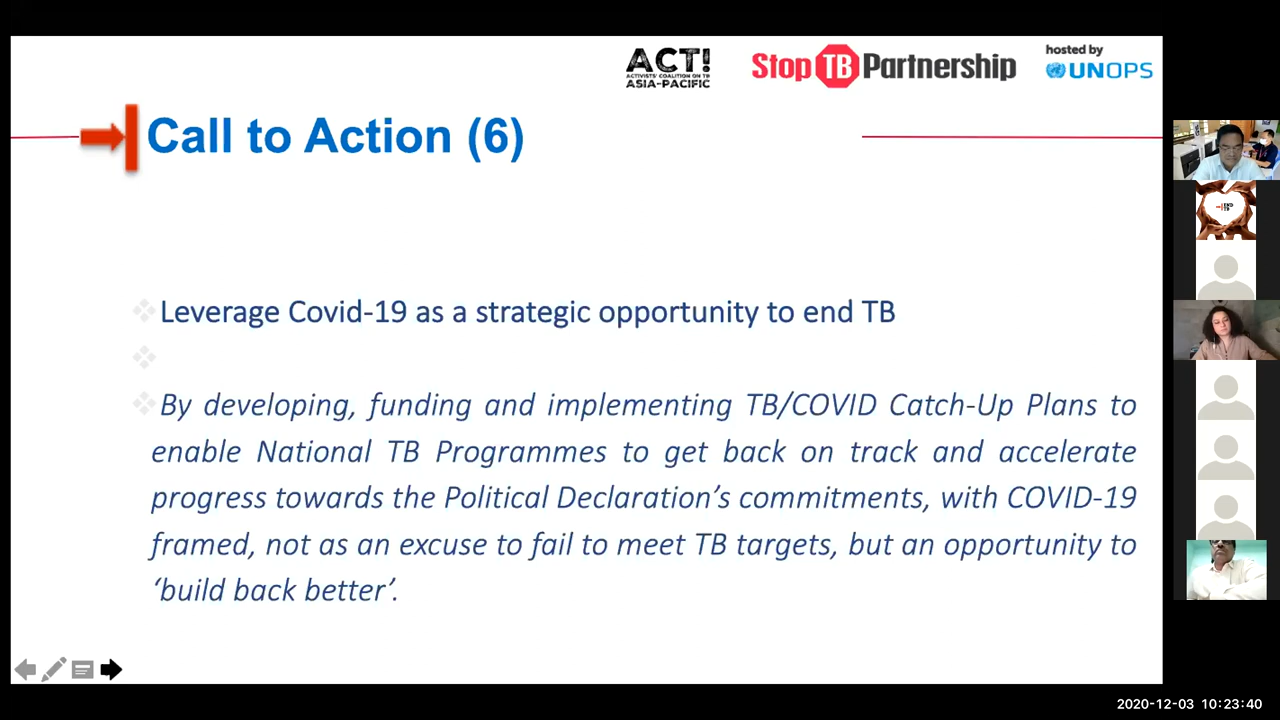 ACT!
ACTIVISTS' COALITION ON TB
ASIA-PACIFIC
Stop TB Partnership
hosted by
UNOPS
Call to Action (6)
END
TB
Leverage Covid-19 as a strategic opportunity to end TB
By developing, funding and implementing TB/COVID Catch-Up Plans to
enable National TB Programmes to get back on track and accelerate
progress towards the Political Declaration’s commitments, with COVID-19
framed, not as an excuse to fail to meet TB targets, but an opportunity to
‘build back better’.
2020-12-03 10:23:40